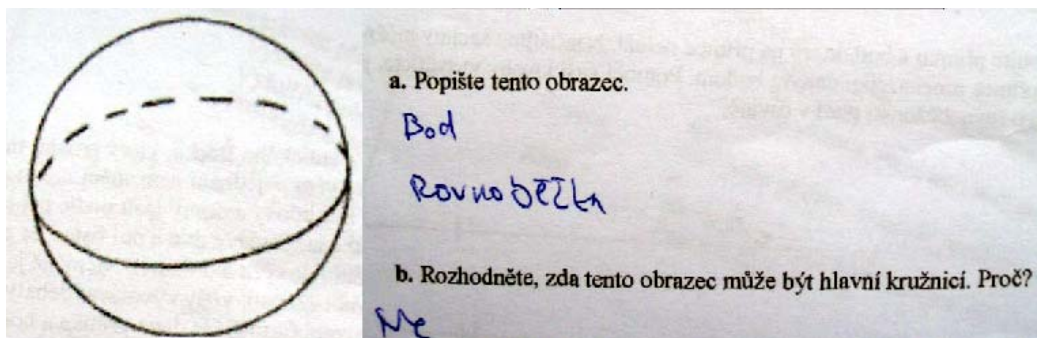 a. Popište tento obrazec.
Bod
Rovnoběžka
b. Rozhodněte, zda tento obrazec může být hlavní kružnicí. Proč?
Ne